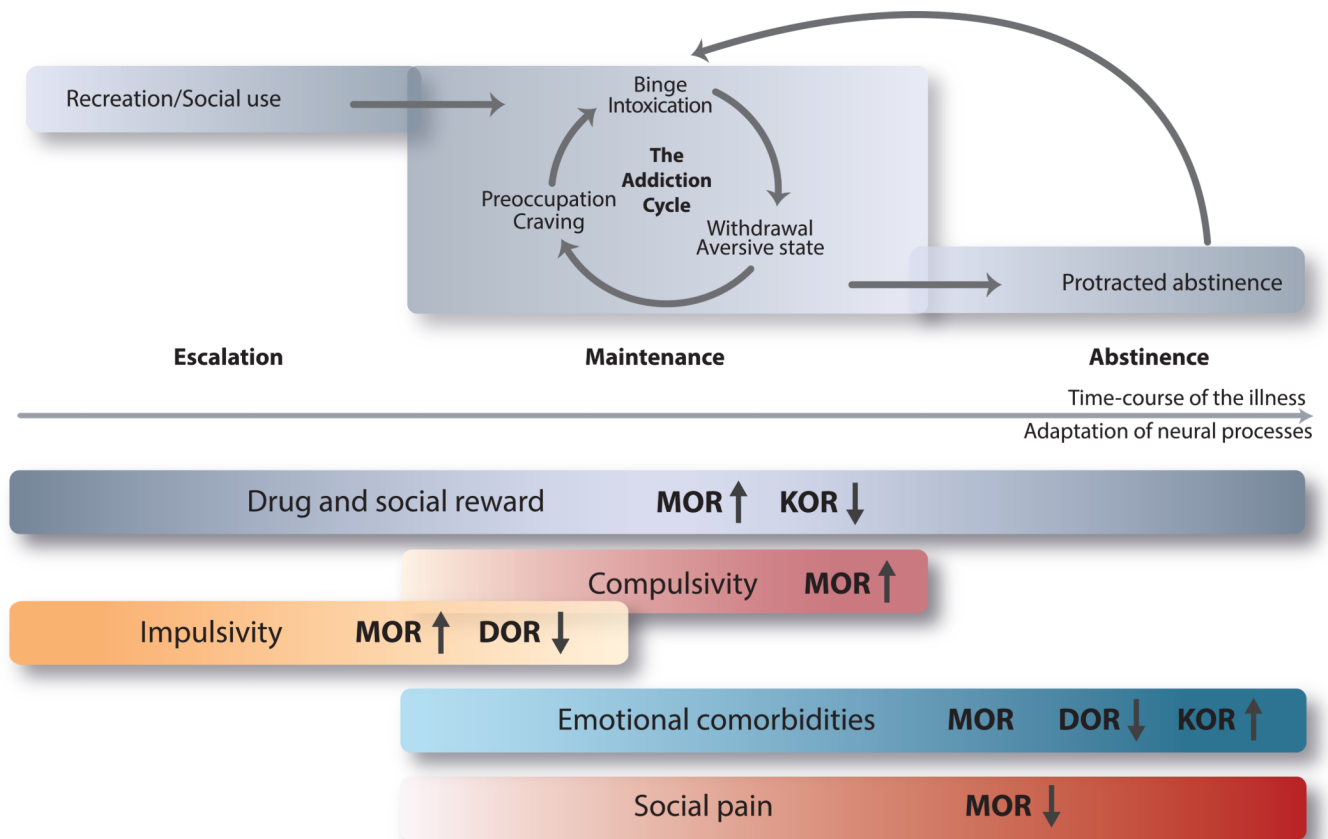 Recreation/Social use
Binge
Intoxication
The
Addiction
Cycle
Preoccupation
Craving
Withdrawal
Aversive state
Protracted abstinence
Escalation
Maintenance
Abstinence
Time-course of the illness
Adaptation of neural processes
Drug and social reward MOR ↑ KOR ↓
Compulsivity MOR ↑
Impulsivity MOR ↑ DOR ↓
Emotional comorbidities MOR DOR ↓ KOR ↑
Social pain MOR ↓